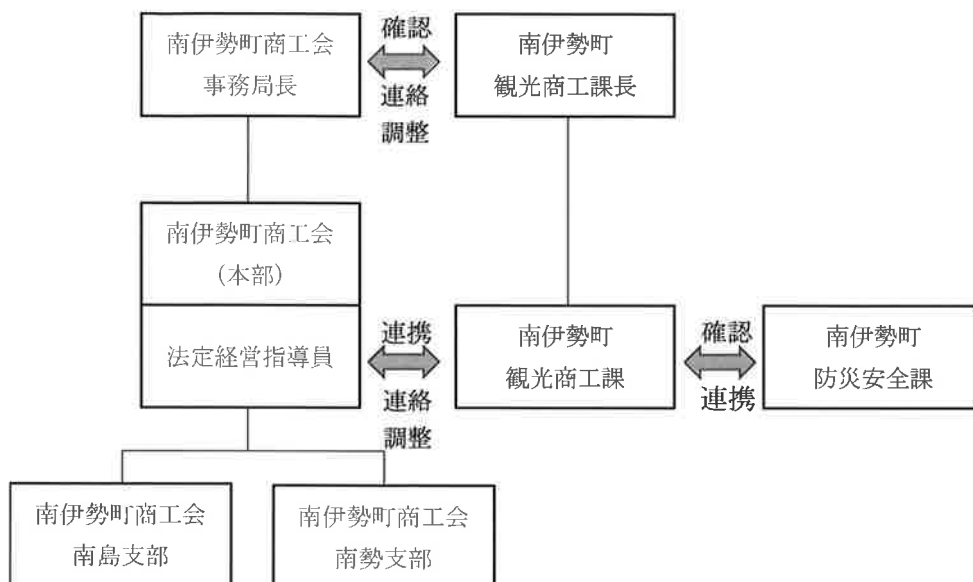 南伊勢町商工会
事務局長
確認
連絡
調整
南伊勢町
観光商工課長
南伊勢町商工会
（本部）
法定経営指導員
連携
連絡
調整
南伊勢町
観光商工課
確認
連携
南伊勢町
防災安全課
南伊勢町商工会
南島支部
南伊勢町商工会
南勢支部